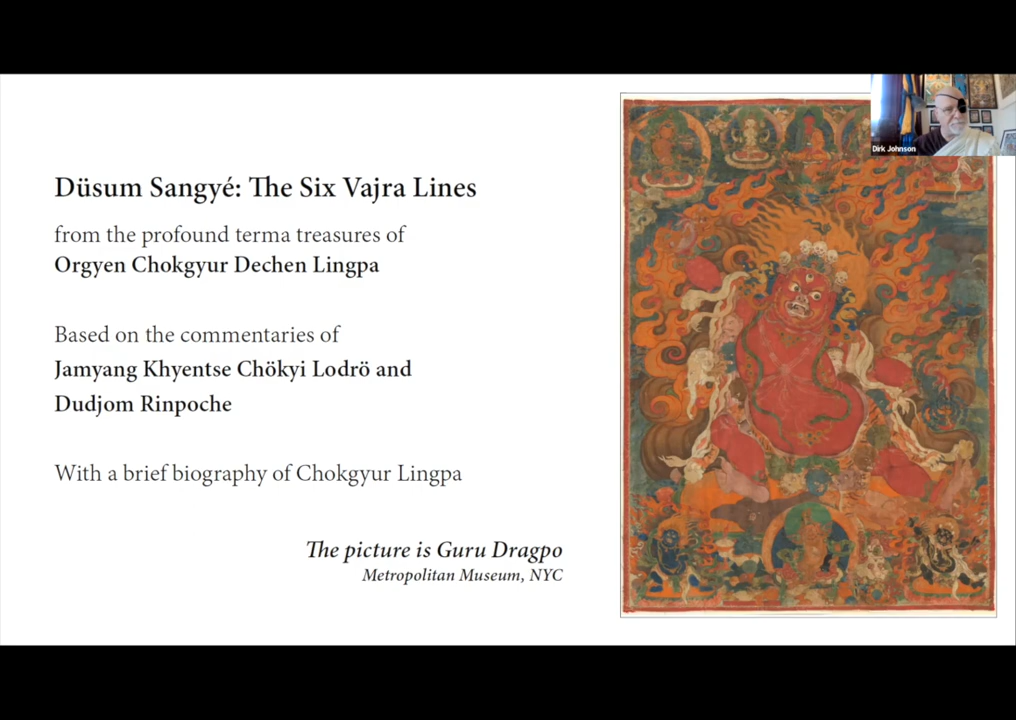 Düsum Sangyé: The Six Vajra Lines
from the profound terma treasures of
Orgyen Chokgyur Dechen Lingpa
Based on the commentaries of
Jamyang Khyentse Chökyi Lodrö and
Dudjom Rinpoche
With a brief biography of Chokgyur Lingpa
The picture is Guru Dragpo
Metropolitan Museum, NYC
Dirk Johnson